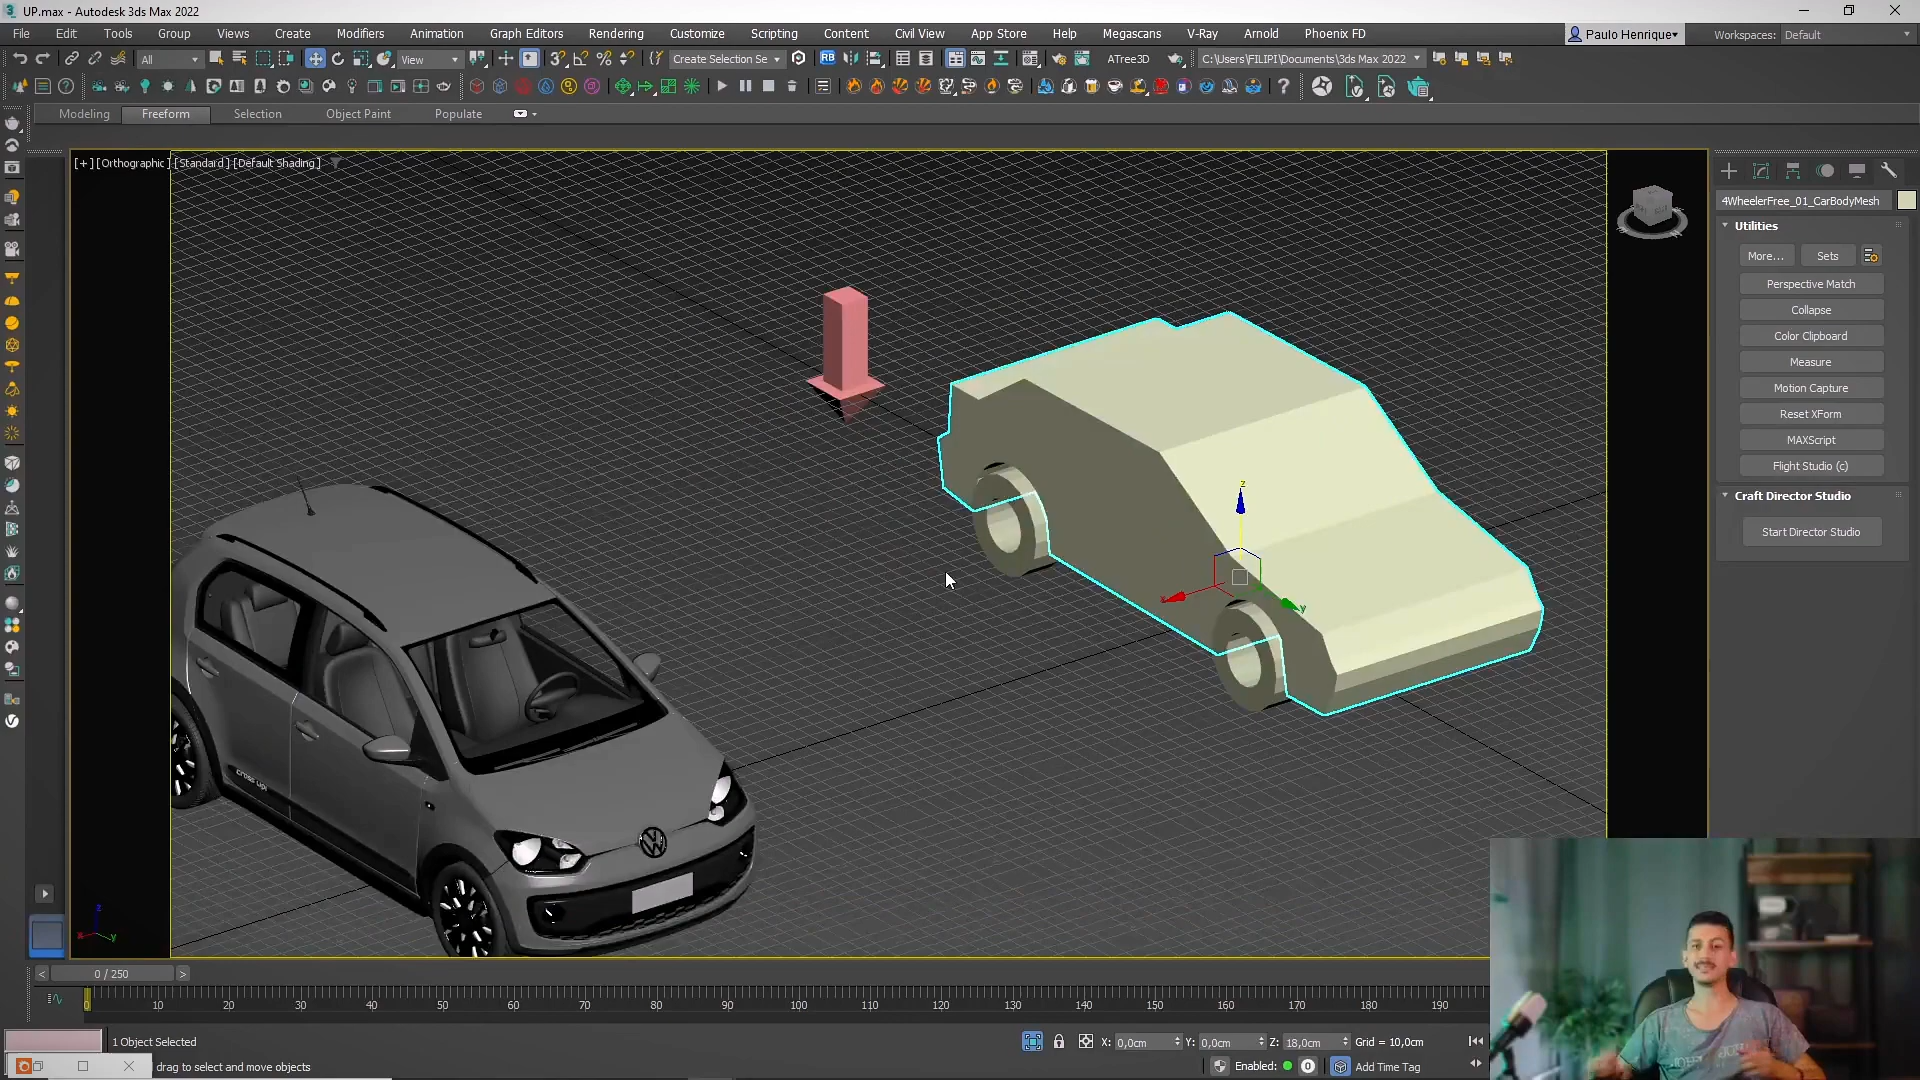 UP.max - Autodesk 3ds Max 2022
File Edit Tools Group Views Create Modifiers Animation Graph Editors Rendering Customize Scripting Content Civil View App Store Help Megascans V-Ray Arnold Phoenix FD Paulo Henrique Workspaces: Default
All View Create Selection Se RB ATree3D C:\Users\FILIPI\Documents\3ds Max 2022
Modeling Freeform Selection Object Paint Populate
[+] [Orthographic ] [Standard ] [Default Shading ]
4WheelerFree_01_CarBodyMesh
Utilities
More... Sets
Perspective Match
Collapse
Color Clipboard
Measure
Motion Capture
Reset XForm
MAXScript
Flight Studio (c)
Craft Director Studio
Start Director Studio
z
x
y
cross up!
z
x
y
< 0 / 250 >
0 10 20 30 40 50 60 70 80 90 100 110 120 130 140 150 160 170 180 190
1 Object Selected X: 0,0cm Y: 0,0cm Z: 18,0cm Grid = 10,0cm
drag to select and move objects Enabled: 0 Add Time Tag